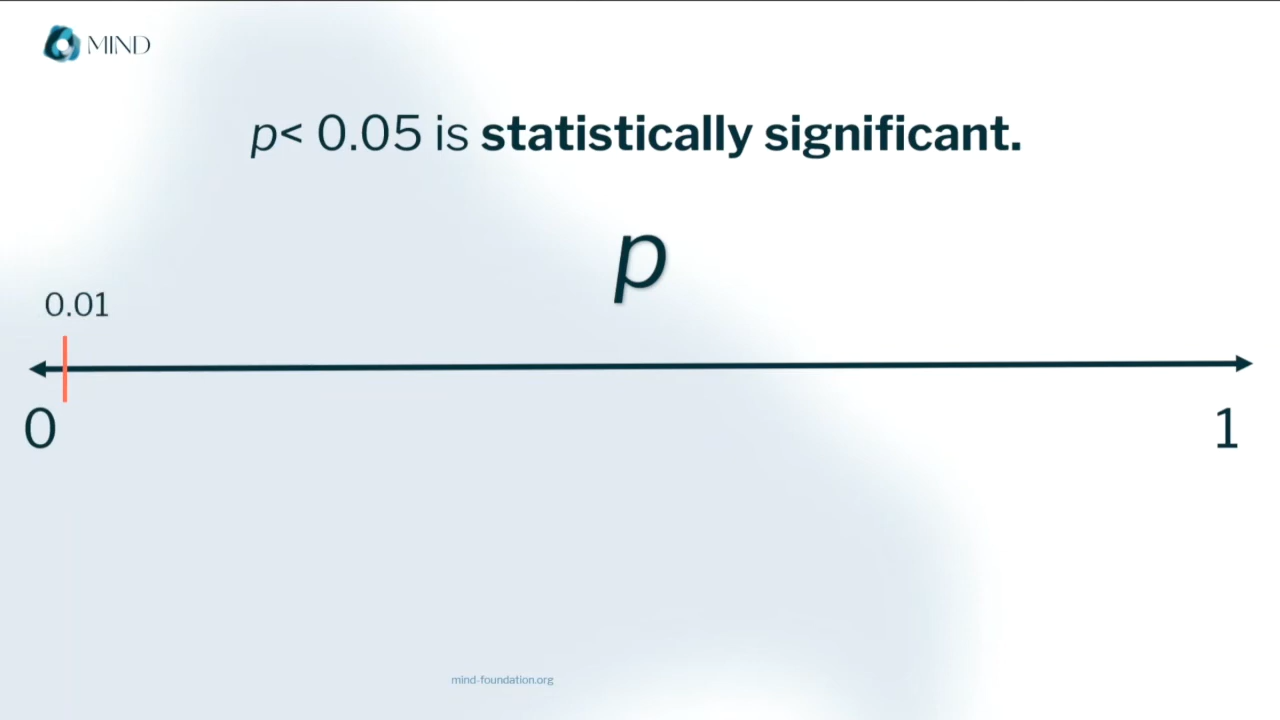 MIND
p< 0.05 is statistically significant.
p
0.01
0
1
mind-foundation.org